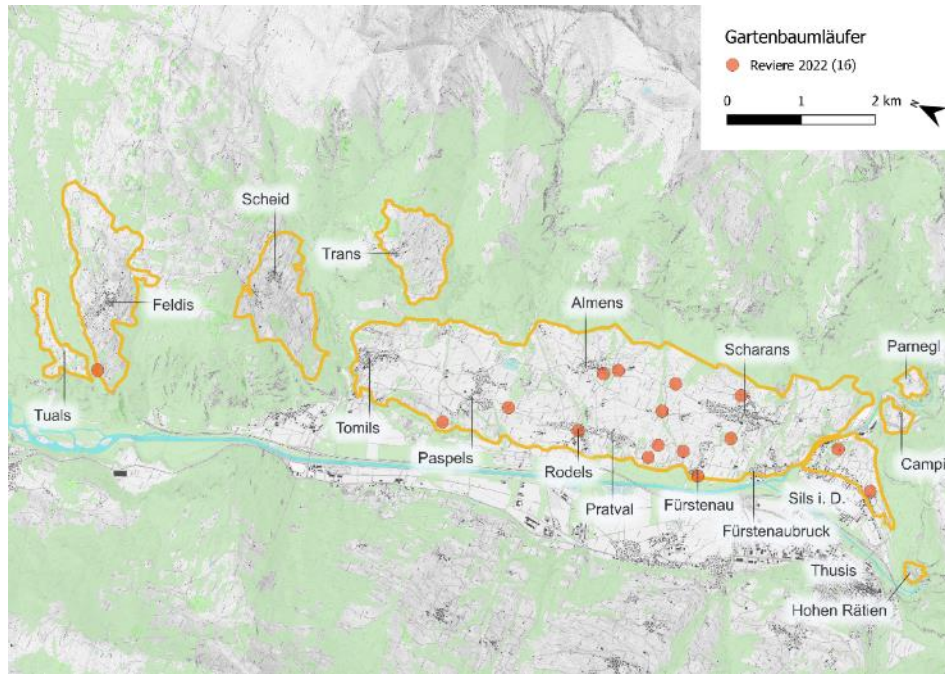 Gartenbaumläufer
Reviere 2022 (16)
0 1 2 km
N
Scheid
Trans
Feldis
Almens
Scharans
Parnegl
Tuals
Tomils
Paspels
Rodels
Pratval
Fürstenau
Fürstenaubruck
Sils i. D.
Campi
Thusis
Hohen Rätien